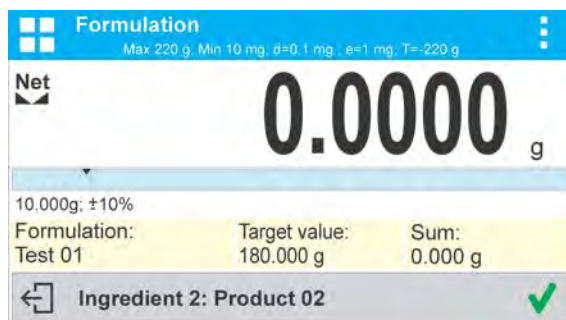 Formulation
Max 220 g, Min 10 mg, d=0.1 mg , e=1 mg, T=-220 g
Net
0.0000 g
10.000g; ±10%
Formulation: Target value: Sum:
Test 01 180.000 g 0.000 g
Ingredient 2: Product 02